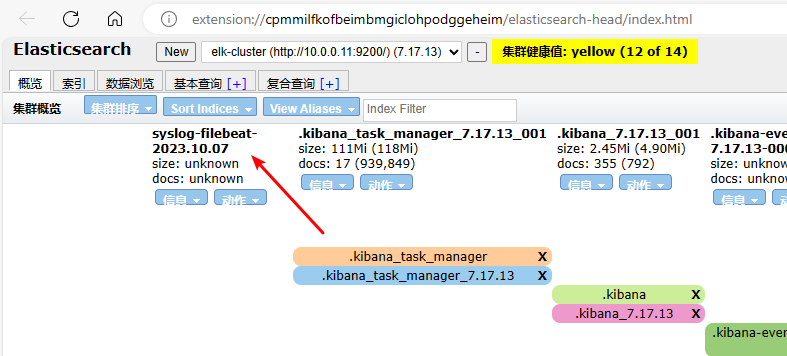 extension://cpmmilfkofbeimbmgiclohpodggeheim/elasticsearch-head/index.html
Elasticsearch New elk-cluster (http://10.0.0.11:9200/) (7.17.13) - 集群健康值: yellow (12 of 14)
概览 索引 数据浏览 基本查询 [+] 复合查询 [+]
集群概览 集群排序 Sort Indices View Aliases Index Filter
syslog-filebeat-2023.10.07
size: unknown
docs: unknown
信息 动作
.kibana_task_manager_7.17.13_001
size: 111Mi (118Mi)
docs: 17 (939,849)
信息 动作
.kibana_7.17.13_001
size: 2.45Mi (4.90Mi)
docs: 355 (792)
信息 动作
.kibana-eve
7.17.13-00
size:
docs:
信息
.kibana_task_manager X
.kibana_task_manager_7.17.13 X
.kibana X
.kibana_7.17.13 X
.kibana-even